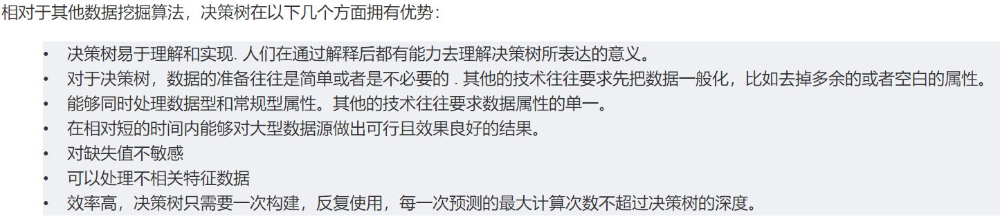 相对于其他数据挖掘算法，决策树在以下几个方面拥有优势：
• 决策树易于理解和实现. 人们在通过解释后都有能力去理解决策树所表达的意义。
• 对于决策树，数据的准备往往是简单或者是不必要的 . 其他的技术往往要求先把数据一般化，比如去掉多余的或者空白的属性。
• 能够同时处理数据型和常规型属性。其他的技术往往要求数据属性的单一。
• 在相对短的时间内能够对大型数据源做出可行且效果良好的结果。
• 对缺失值不敏感
• 可以处理不相关特征数据
• 效率高，决策树只需要一次构建，反复使用，每一次预测的最大计算次数不超过决策树的深度。